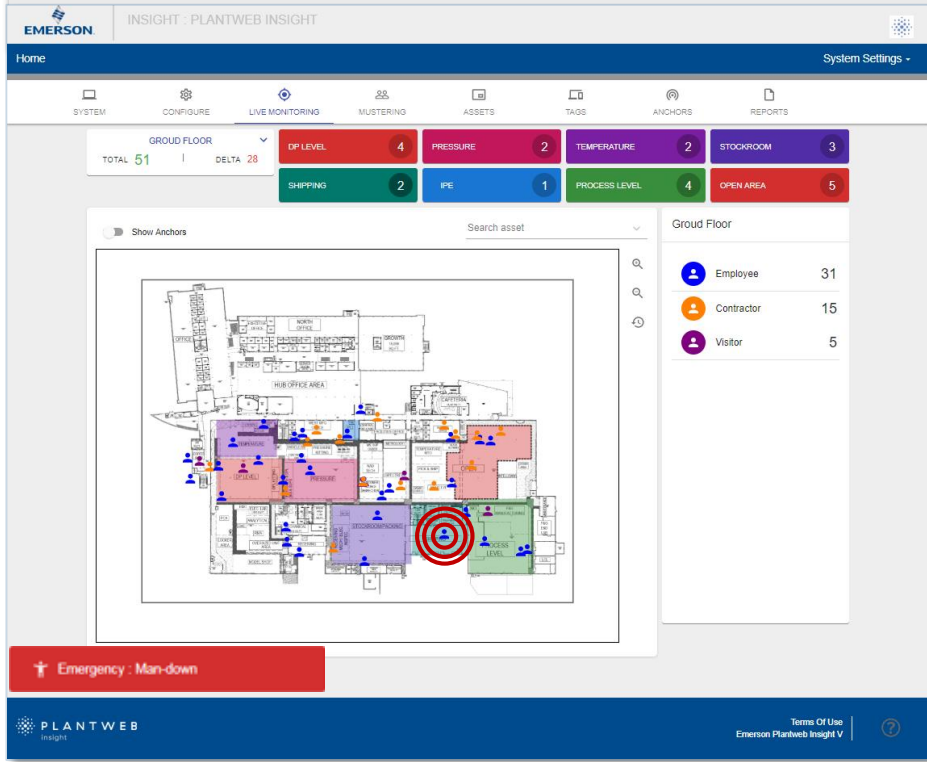 EMERSON
INSIGHT : PLANTWEB INSIGHT
Home
System Settings
SYSTEM
CONFIGURE
LIVE MONITORING
MUSTERING
ASSETS
TAGS
ANCHORS
REPORTS
GROUD FLOOR
TOTAL 51 | DELTA 28
DP LEVEL 4
PRESSURE 2
TEMPERATURE 2
STOCKROOM 3
SHIPPING 2
IPE 1
PROCESS LEVEL 4
OPEN AREA 5
Show Anchors
Search asset
Groud Floor
Employee 31
Contractor 15
Visitor 5
OFFICE
NORTH
OFFICE
GROWTH
HUB OFFICE AREA
CAFETERIA
TEMPERATURE
DP LEVEL
PRESSURE
STOCKROOM/PACKING
PROCESS
LEVEL
Emergency : Man-down
PLANTWEB
Insight
Terms Of Use
Emerson Plantweb Insight V
?